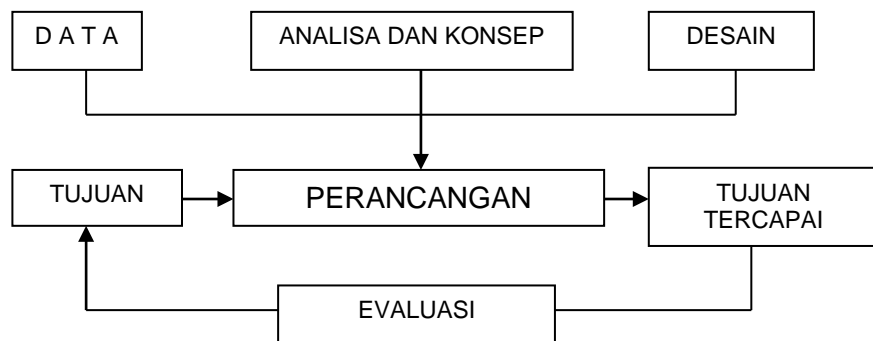 D A T A
ANALISA DAN KONSEP
DESAIN
TUJUAN
PERANCANGAN
TUJUAN
TERCAPAI
EVALUASI